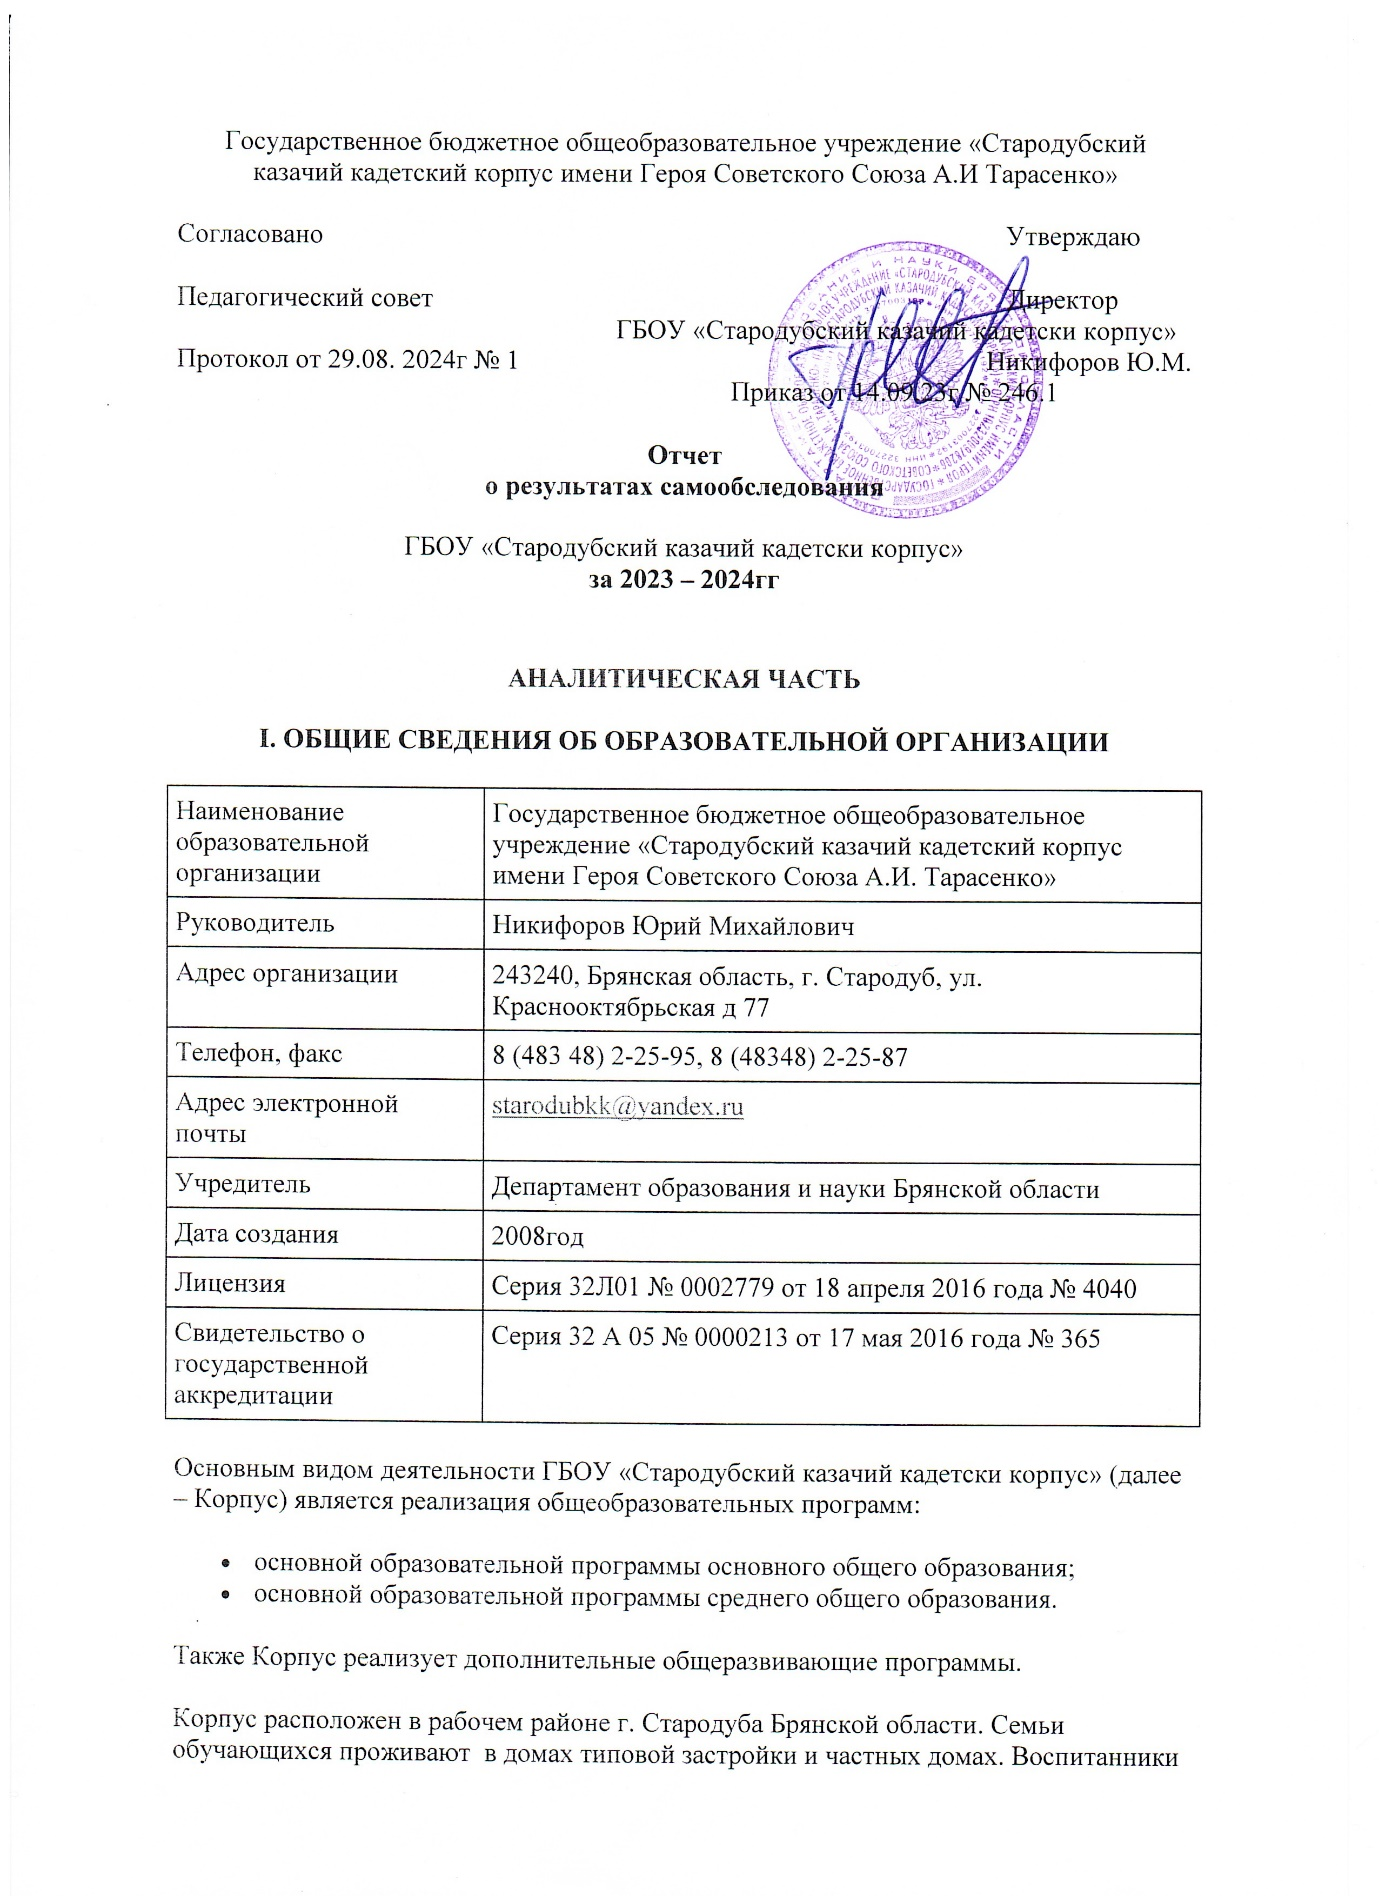 Государственное бюджетное общеобразовательное учреждение «Стародубский
казачий кадетский корпус имени Героя Советского Союза А.И Тарасенко»
Согласовано
Утверждаю
Педагогический совет
Директор
ГБОУ «Стародубский казачий кадетски корпус»
Протокол от 29.08. 2024г № 1
Никифоров Ю.М.
Приказ от 14.09.23г № 246.1
Отчет
о результатах самообследования
ГБОУ «Стародубский казачий кадетски корпус»
за 2023 – 2024гг
АНАЛИТИЧЕСКАЯ ЧАСТЬ
I. ОБЩИЕ СВЕДЕНИЯ ОБ ОБРАЗОВАТЕЛЬНОЙ ОРГАНИЗАЦИИ
Наименование
образовательной
организации
Государственное бюджетное общеобразовательное
учреждение «Стародубский казачий кадетский корпус
имени Героя Советского Союза А.И. Тарасенко»
Руководитель
Никифоров Юрий Михайлович
Адрес организации
243240, Брянская область, г. Стародуб, ул.
Краснооктябрьская д 77
Телефон, факс
8 (483 48) 2-25-95, 8 (48348) 2-25-87
Адрес электронной
почты
starodubkk@yandex.ru
Учредитель
Департамент образования и науки Брянской области
Дата создания
2008год
Лицензия
Серия 32Л01 № 0002779 от 18 апреля 2016 года № 4040
Свидетельство о
государственной
аккредитации
Серия 32 А 05 № 0000213 от 17 мая 2016 года № 365
Основным видом деятельности ГБОУ «Стародубский казачий кадетски корпус» (далее
– Корпус) является реализация общеобразовательных программ:
• основной образовательной программы основного общего образования;
• основной образовательной программы среднего общего образования.
Также Корпус реализует дополнительные общеразвивающие программы.
Корпус расположен в рабочем районе г. Стародуба Брянской области. Семьи
обучающихся проживают в домах типовой застройки и частных домах. Воспитанники